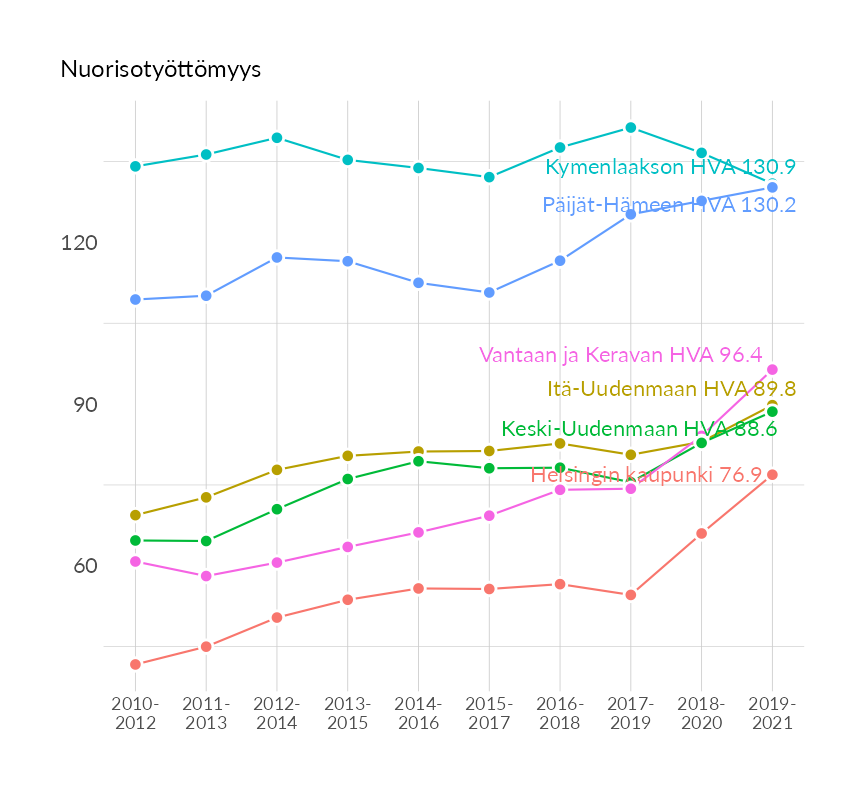 Nuorisotyöttömyys
Kymenlaakson HVA 130.9
Päijät-Hämeen HVA 130.2
120
Vantaan ja Keravan HVA 96.4
Itä-Uudenmaan HVA 89.8
90
Keski-Uudenmaan HVA 88.6
Helsingin kaupunki 76.9
60
2010- 2011- 2012- 2013- 2014- 2015- 2016- 2017- 2018- 2019-
2012 2013 2014 2015 2016 2017 2018 2019 2020 2021